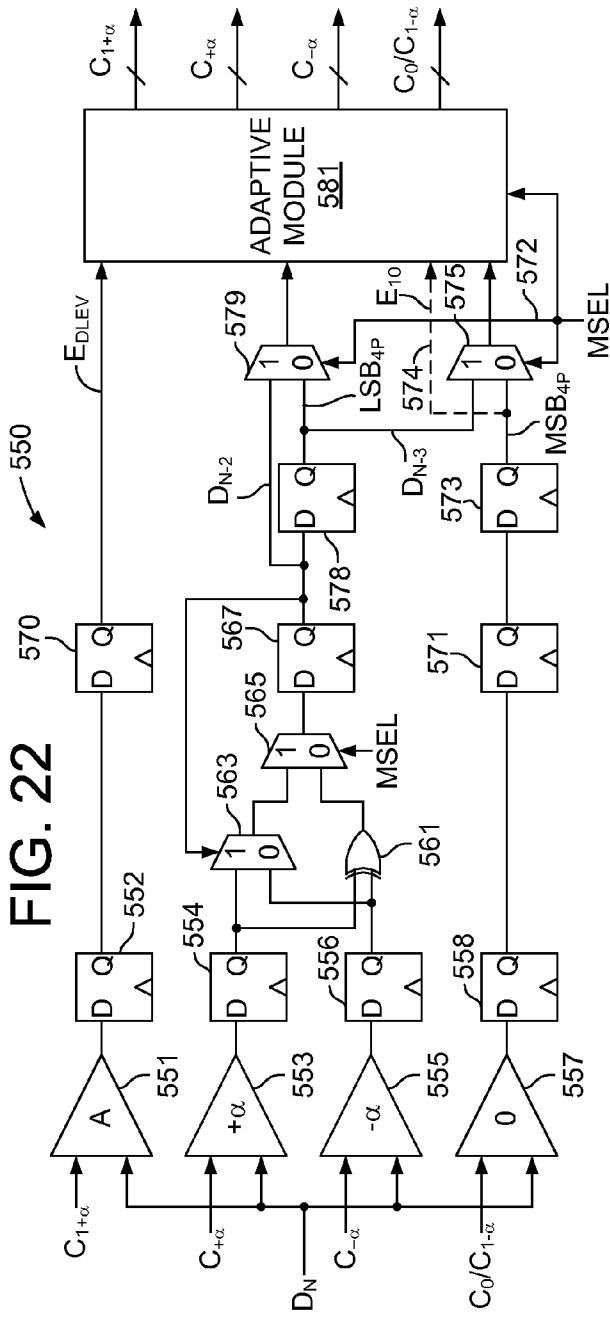 FIG. 22
550
C1+α
A
551
D Q
552
570
D Q
EDLEV
C1+α
C+α
C-α
C0/C1-α
ADAPTIVE
MODULE
581
C+α
+α
553
D Q
554
563
1
0
565
1
0
MSEL
567
D Q
DN-2
D Q
578
579
1
0
LSB4P
DN
C-α
-α
555
D Q
556
561
DN-3
574
E10
575
572
1
0
MSEL
C0/C1-α
0
557
D Q
558
D Q
571
D Q
573
MSB4P